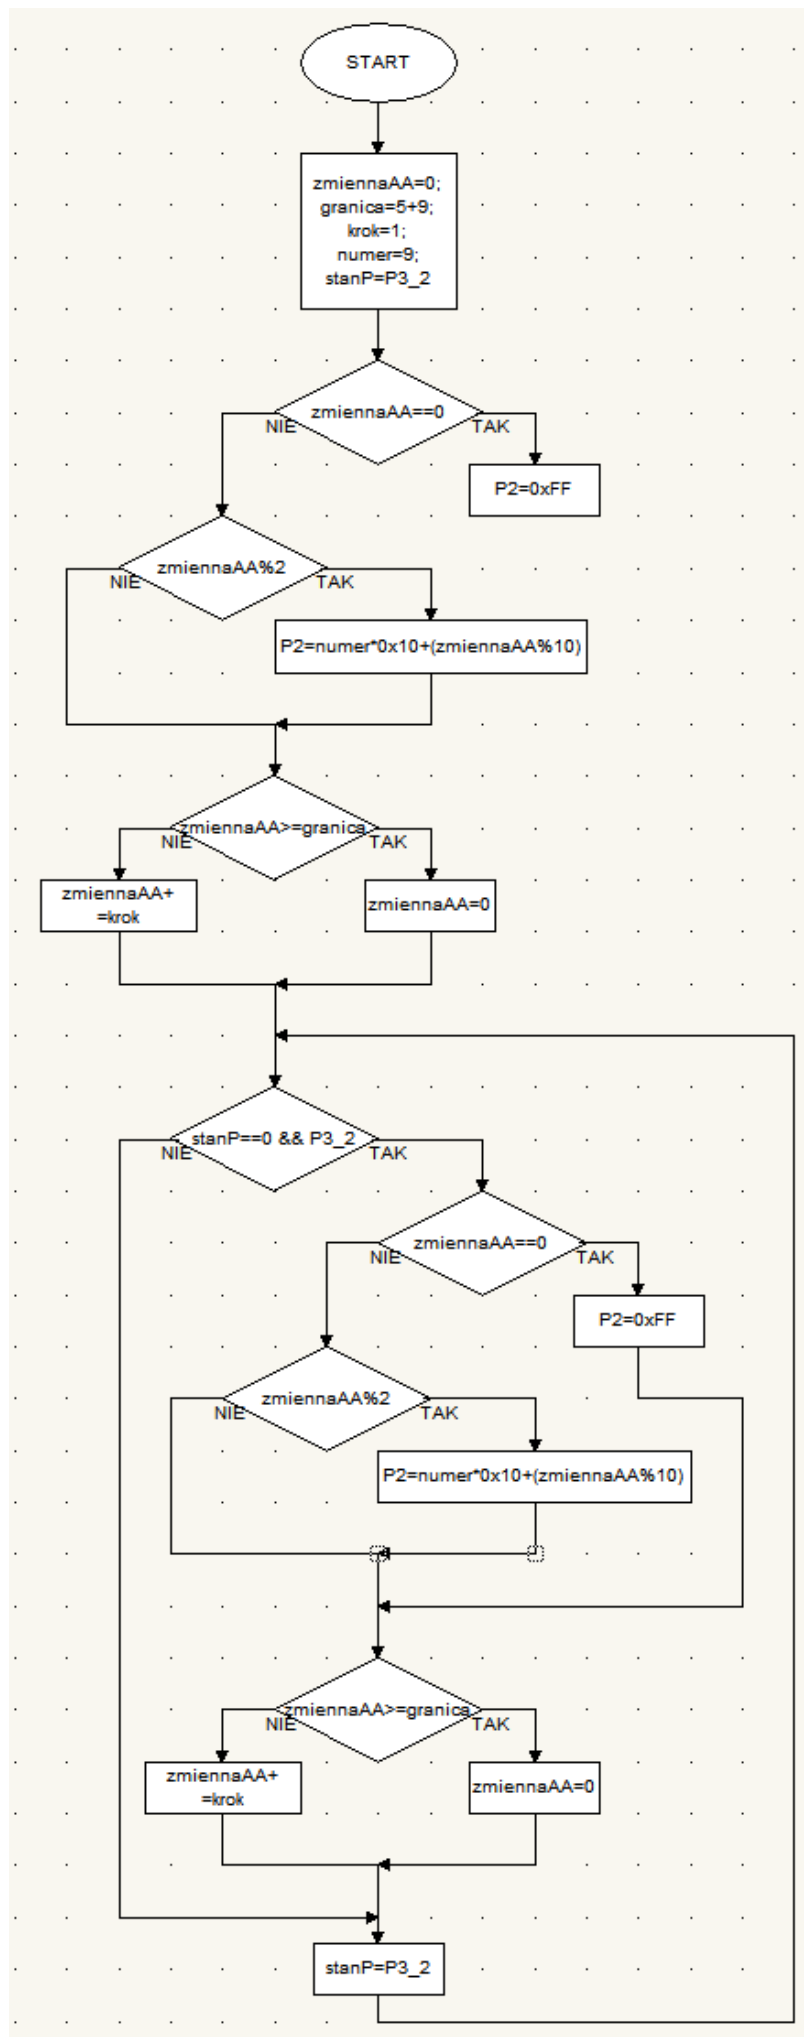 START
zmiennaAA=0;
granica=5+9;
krok=1;
numer=9;
stanP=P3_2
zmiennaAA==0
NIE
TAK
P2=0xFF
zmiennaAA%2
NIE
TAK
P2=numer*0x10+(zmiennaAA%10)
zmiennaAA>=granica
NIE
TAK
zmiennaAA+
=krok
zmiennaAA=0
stanP==0 && P3_2
NIE
TAK
zmiennaAA==0
NIE
TAK
P2=0xFF
zmiennaAA%2
NIE
TAK
P2=numer*0x10+(zmiennaAA%10)
zmiennaAA>=granica
NIE
TAK
zmiennaAA+
=krok
zmiennaAA=0
stanP=P3_2